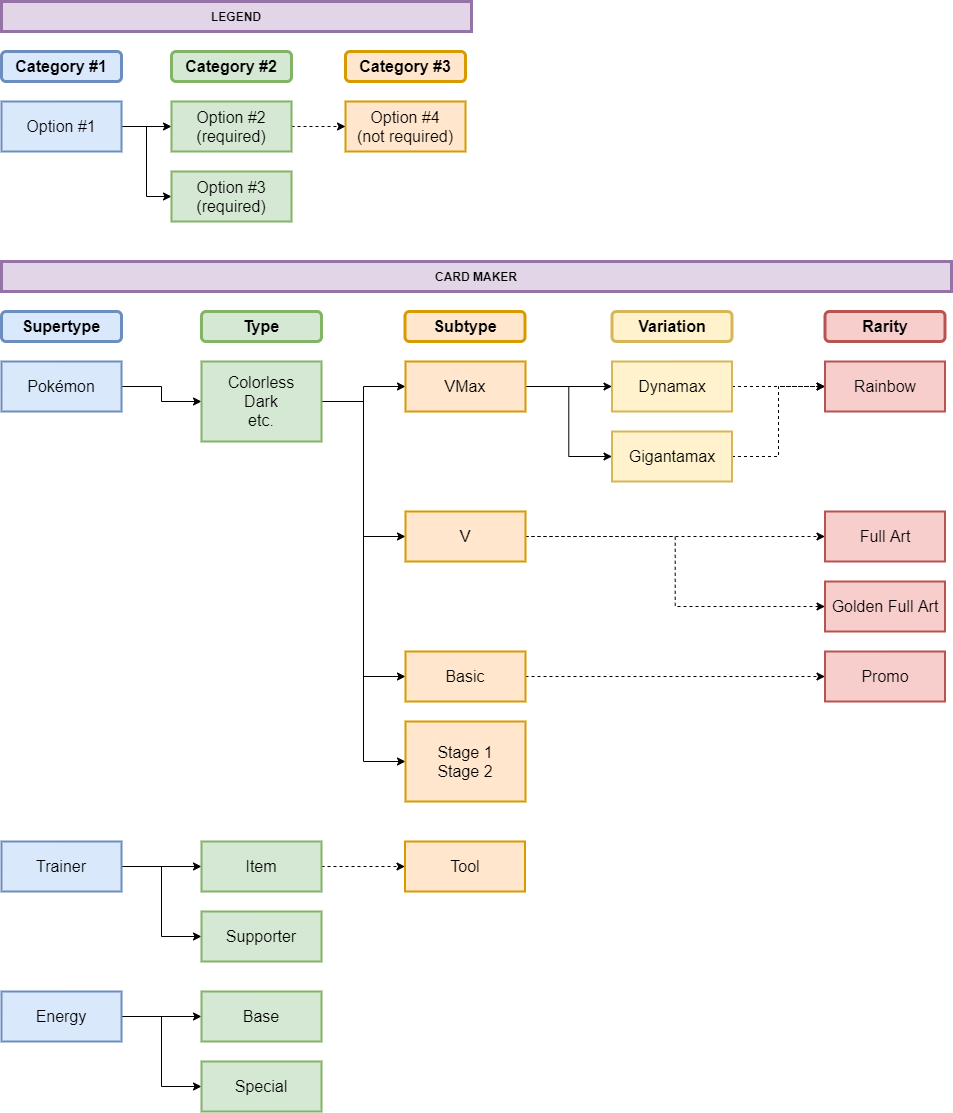 LEGEND
Category #1
Category #2
Category #3
Option #1
Option #2
(required)
Option #4
(not required)
Option #3
(required)
CARD MAKER
Supertype
Type
Subtype
Variation
Rarity
Pokémon
Colorless
Dark
etc.
VMax
Dynamax
Rainbow
Gigantamax
V
Full Art
Golden Full Art
Basic
Promo
Stage 1
Stage 2
Trainer
Item
Tool
Supporter
Energy
Base
Special